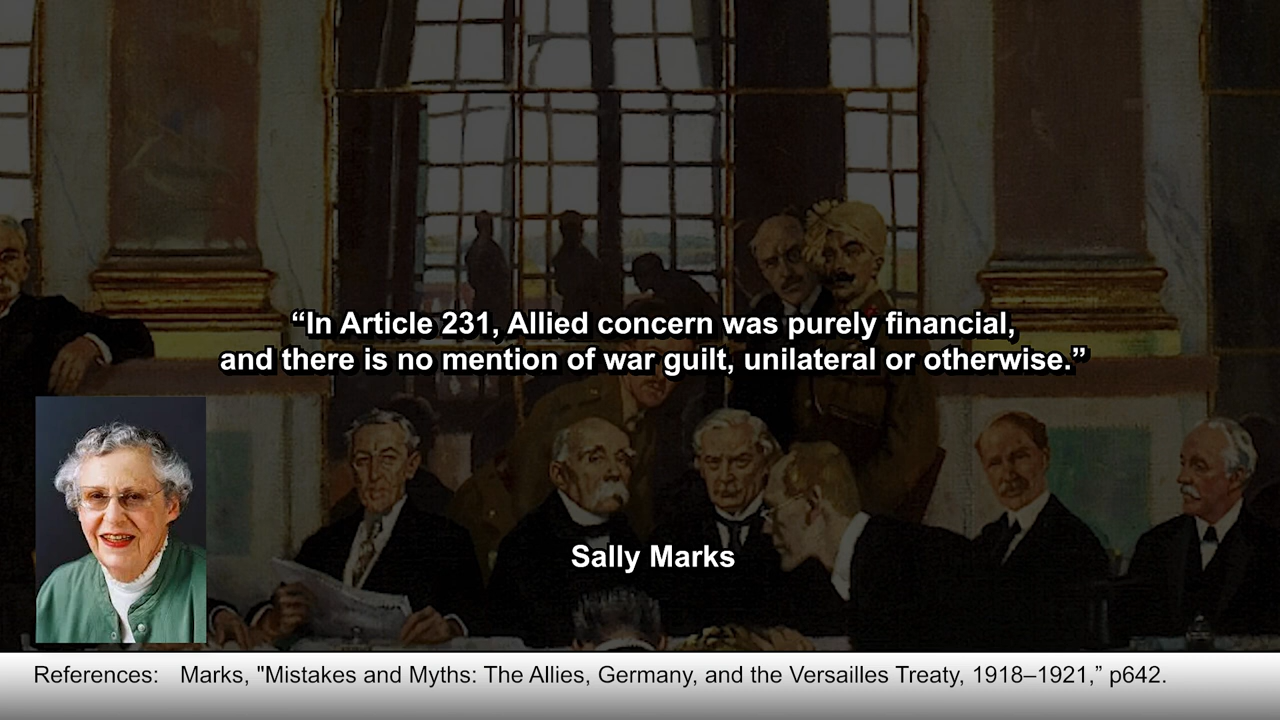 “In Article 231, Allied concern was purely financial,
and there is no mention of war guilt, unilateral or otherwise.”
Sally Marks
References: Marks, "Mistakes and Myths: The Allies, Germany, and the Versailles Treaty, 1918–1921,” p642.